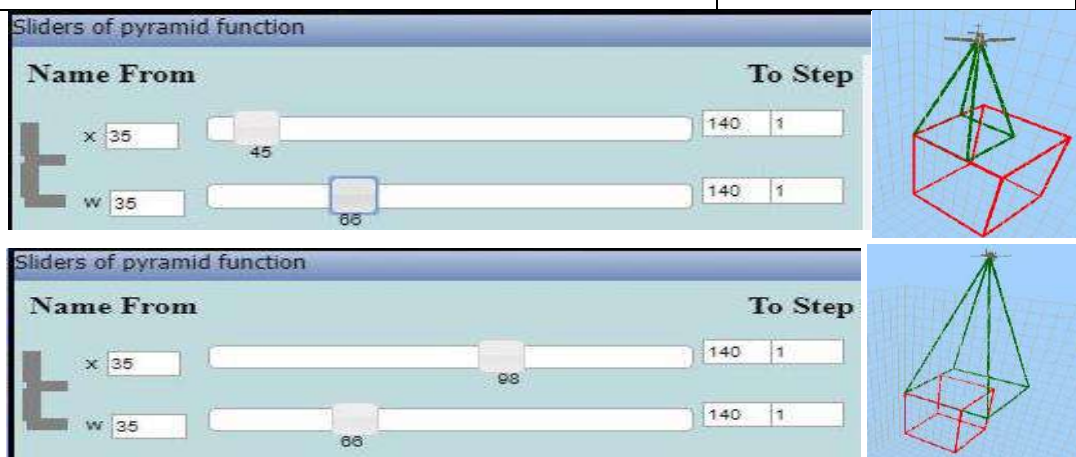 Sliders of pyramid function
Name From To Step
x 35 140 1
45
w 35 140 1
66
Sliders of pyramid function
Name From To Step
x 35 140 1
98
w 35 140 1
66